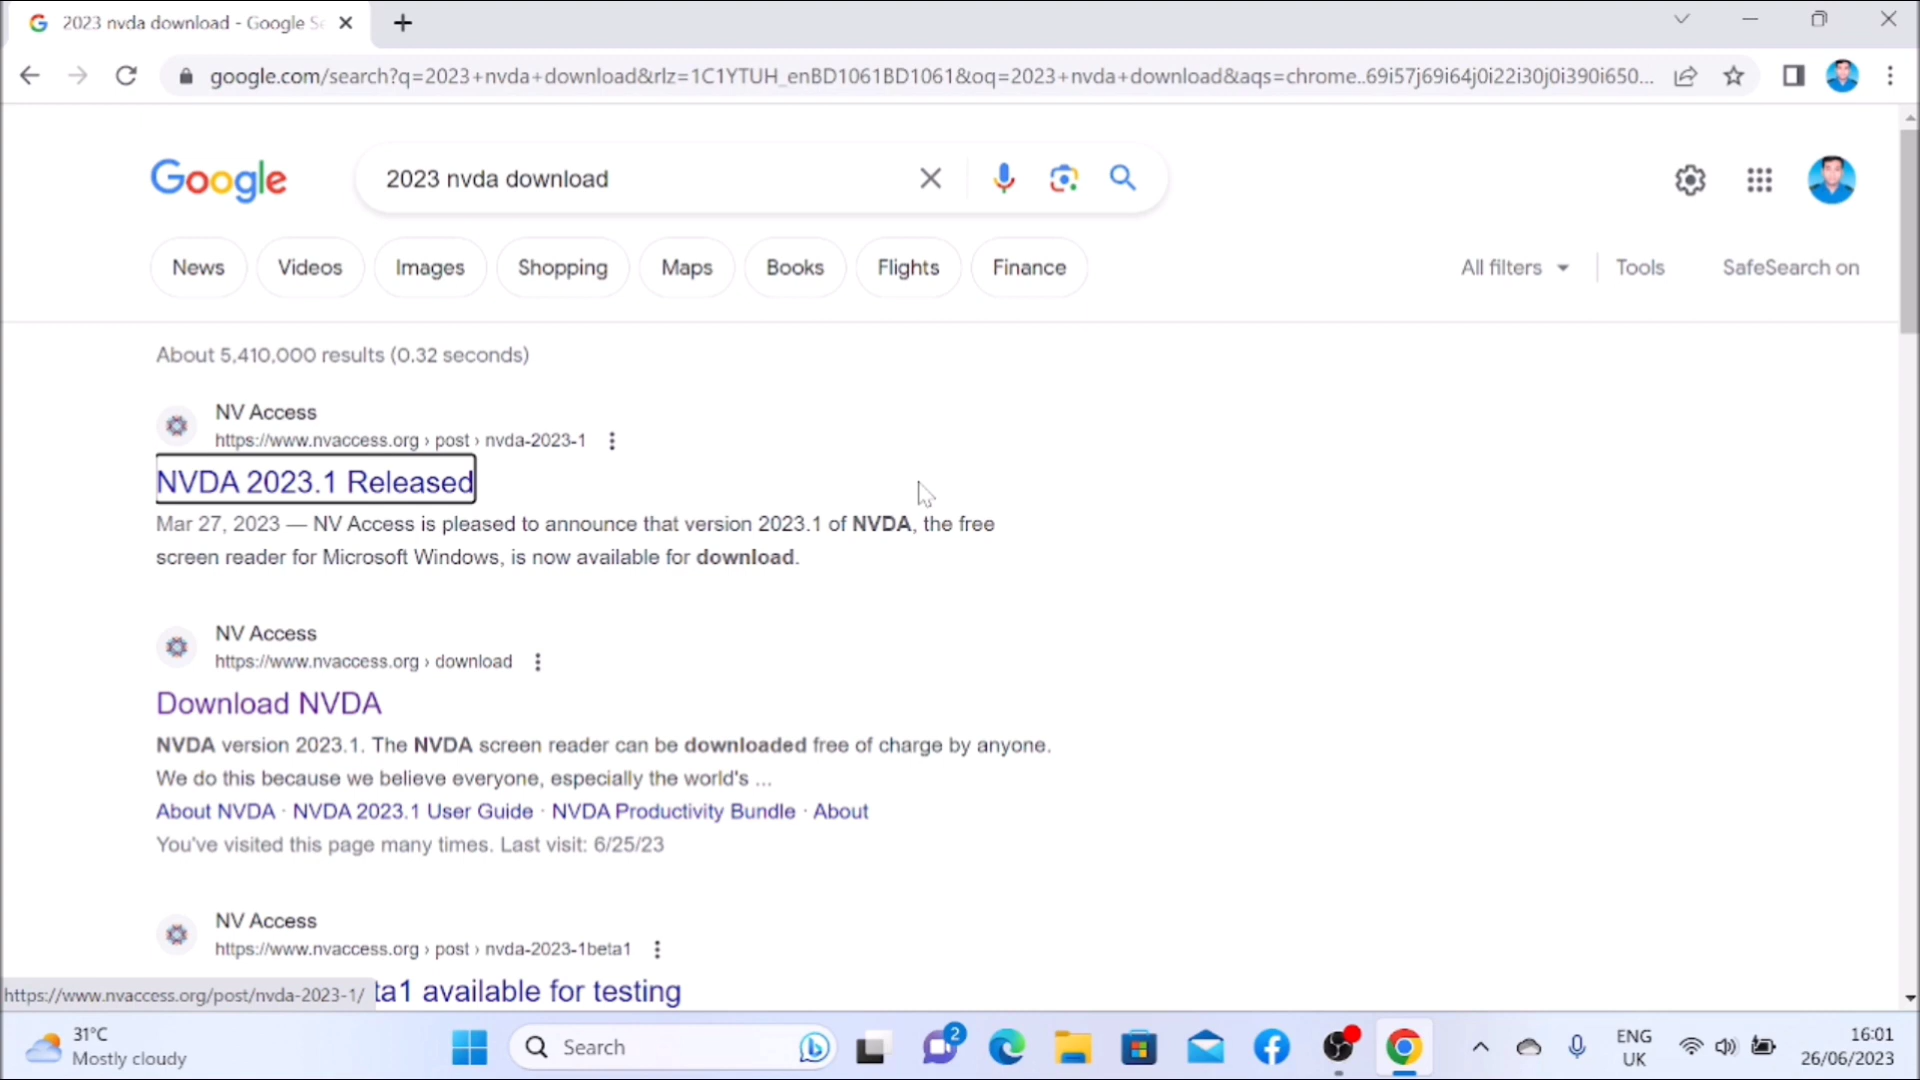 2023 nvda download - Google Se
google.com/search?q=2023+nvda+download&rlz=1C1YTUH_enBD1061BD1061&oq=2023+nvda+download&aqs=chrome..69i57j69i64j0i22i30j0i390i650...
Google
2023 nvda download
News
Videos
Images
Shopping
Maps
Books
Flights
Finance
All filters
Tools
SafeSearch on
About 5,410,000 results (0.32 seconds)
NV Access
https://www.nvaccess.org › post › nvda-2023-1
NVDA 2023.1 Released
Mar 27, 2023 — NV Access is pleased to announce that version 2023.1 of NVDA, the free
screen reader for Microsoft Windows, is now available for download.
NV Access
https://www.nvaccess.org › download
Download NVDA
NVDA version 2023.1. The NVDA screen reader can be downloaded free of charge by anyone.
We do this because we believe everyone, especially the world's ...
About NVDA · NVDA 2023.1 User Guide · NVDA Productivity Bundle · About
You've visited this page many times. Last visit: 6/25/23
NV Access
https://www.nvaccess.org › post › nvda-2023-1beta1
ta1 available for testing
https://www.nvaccess.org/post/nvda-2023-1/
31°C
Mostly cloudy
Search
2
ENG
UK
16:01
26/06/2023